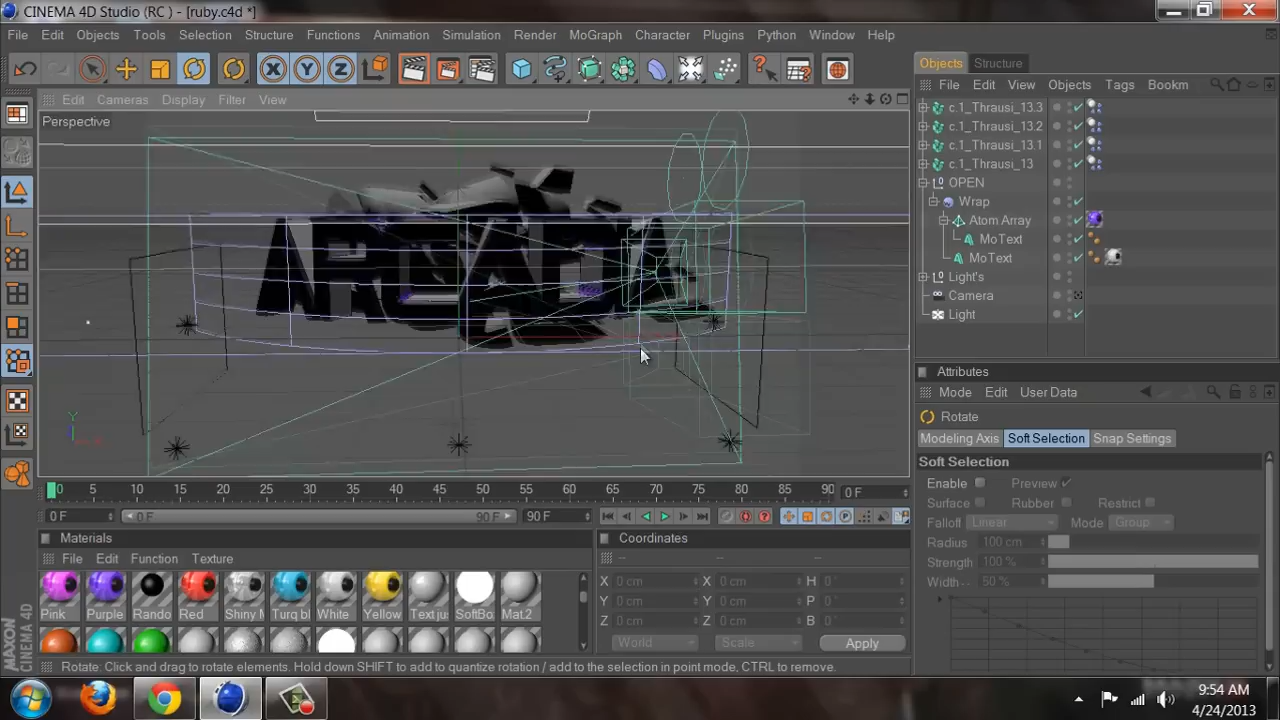 CINEMA 4D Studio (RC ) - [ruby.c4d *]
File Edit Objects Tools Selection Structure Functions Animation Simulation Render MoGraph Character Plugins Python Window Help
X Y Z
Objects Structure
File Edit View Objects Tags Bookm
Edit Cameras Display Filter View
Perspective
c.1_Thrausi_13.3
c.1_Thrausi_13.2
c.1_Thrausi_13.1
c.1_Thrausi_13
OPEN
Wrap
Atom Array
MoText
MoText
Light's
Camera
Light
Y
Attributes
Mode Edit User Data
Rotate
Modeling Axis Soft Selection Snap Settings
Soft Selection
Enable Preview
Surface Rubber Restrict
Falloff Linear Mode Group
Radius 100 cm
Strength 100 %
Width 50 %
0 5 10 15 20 25 30 35 40 45 50 55 60 65 70 75 80 85 90 0 F
0 F 0 F 90 F 90 F
Materials
File Edit Function Texture
Pink Purple Rando Red Shiny M Turq bl White Yellow Text jus SoftBo Mat.2
Coordinates
X 0 cm X 0 cm H 0 °
Y 0 cm Y 0 cm P 0 °
Z 0 cm Z 0 cm B 0 °
World Scale Apply
MAXON
CINEMA 4D
Rotate: Click and drag to rotate elements. Hold down SHIFT to add to quantize rotation / add to the selection in point mode, CTRL to remove.
9:54 AM
4/24/2013